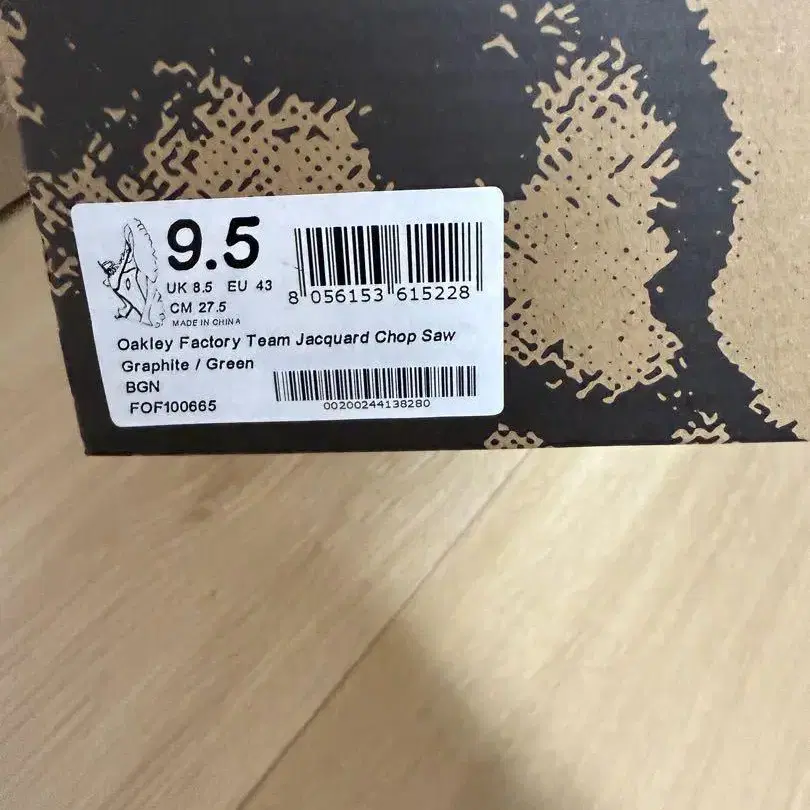 9.5
UK 8.5 EU 43
CM 27.5
MADE IN CHINA
8 056153 615228
Oakley Factory Team Jacquard Chop Saw
Graphite / Green
BGN
FOF100665
00200244138280